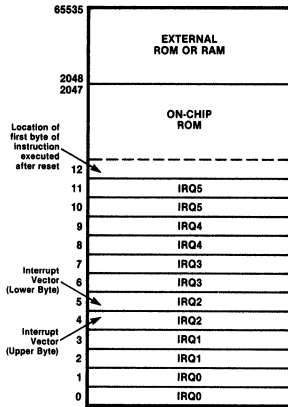 65535
EXTERNAL
ROM OR RAM
2048
2047
ON-CHIP
ROM
Location of
first byte of
instruction
executed
after reset
12
11 IRQ5
10 IRQ5
9 IRQ4
8 IRQ4
7 IRQ3
Interrupt
Vector
(Lower Byte)
6 IRQ3
5 IRQ2
4 IRQ2
Interrupt
Vector
(Upper Byte)
3 IRQ1
2 IRQ1
1 IRQ0
0 IRQ0